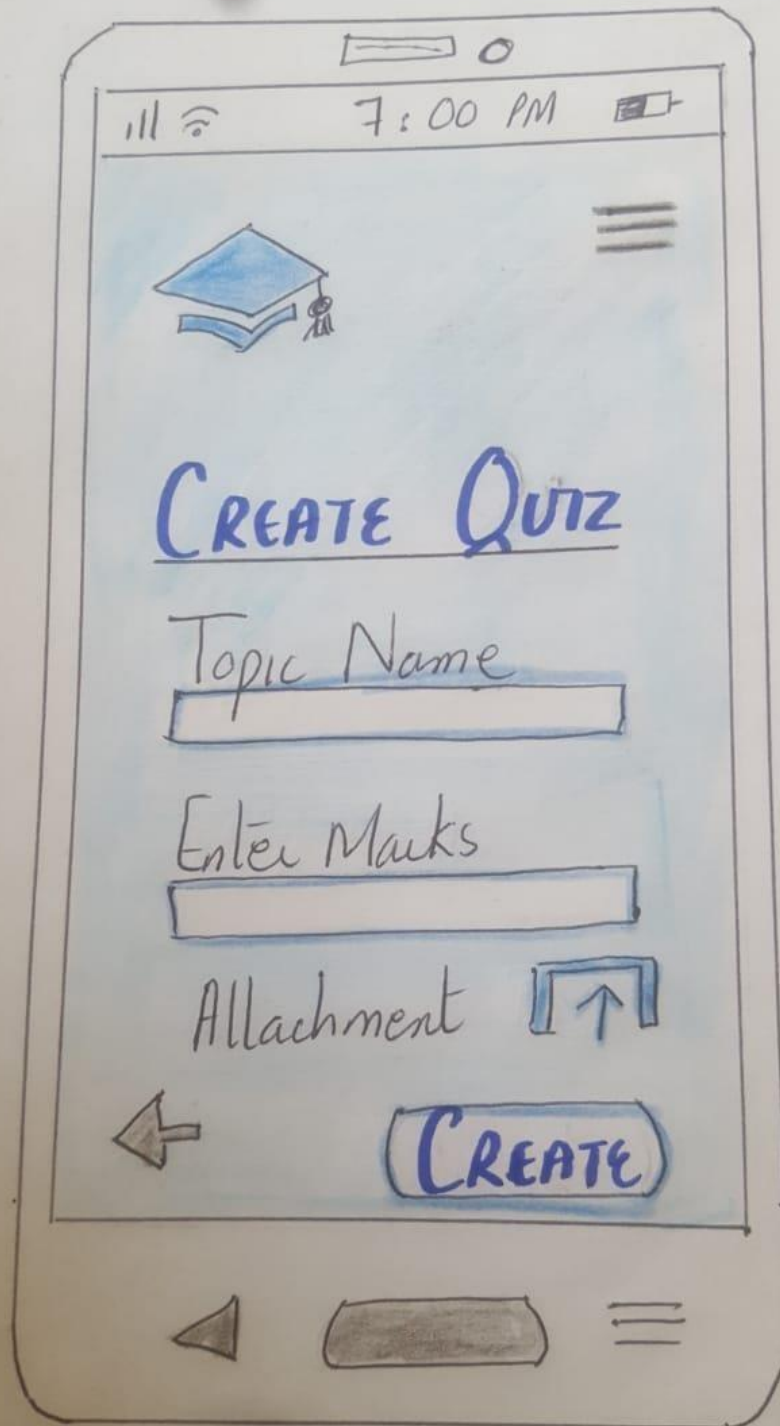 7:00 PM
CREATE QUIZ
Topic Name
Enter Marks
Attachment
CREATE